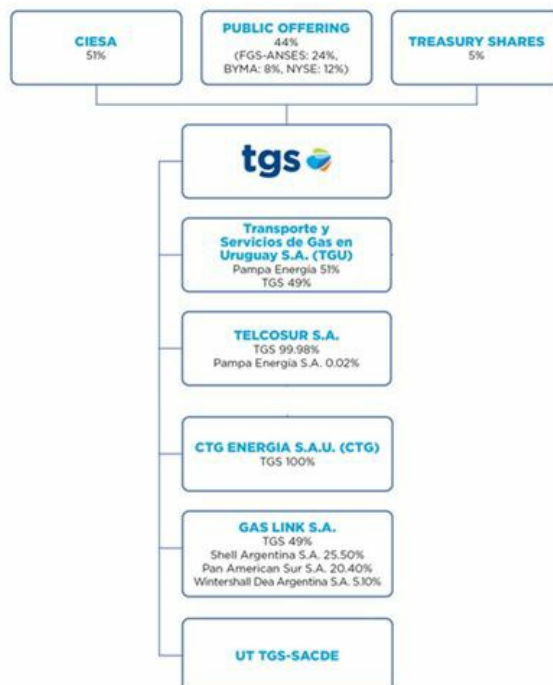 CIESA
51%
PUBLIC OFFERING
44%
(FGS-ANSES: 24%,
BYMA: 8%, NYSE: 12%)
TREASURY SHARES
5%
tgs
Transporte y
Servicios de Gas en
Uruguay S.A. (TGU)
Pampa Energía 51%
TGS 49%
TELCOSUR S.A.
TGS 99.98%
Pampa Energía S.A. 0.02%
CTG ENERGIA S.A.U. (CTG)
TGS 100%
GAS LINK S.A.
TGS 49%
Shell Argentina S.A. 25.50%
Pan American Sur S.A. 20.40%
Wintershall Dea Argentina S.A. 5.10%
UT TGS-SACDE